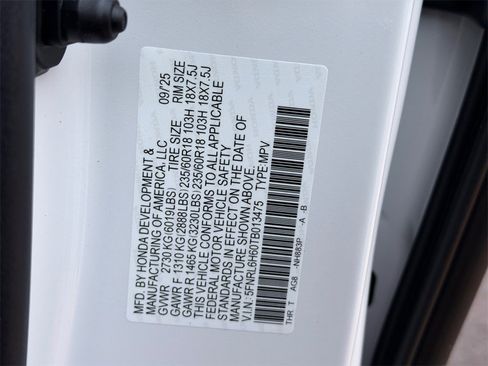 MFD. BY HONDA DEVELOPMENT & 09/25
MANUFACTURING OF AMERICA, LLC
GVWR 2730 KG(6019LBS) TIRE SIZE RIM SIZE
GAWR F 1310 KG(2888LBS) 235/60R18 103H 18X7.5J
GAWR R 1465 KG(3230LBS) 235/60R18 103H 18X7.5J
THIS VEHICLE CONFORMS TO ALL APPLICABLE
FEDERAL MOTOR VEHICLE SAFETY
STANDARDS IN EFFECT ON THE DATE OF
MANUFACTURE SHOWN ABOVE.
V.I.N. 5FNRL6H60TB013475 TYPE:MPV
THR T AG8 -NH883P -A -B